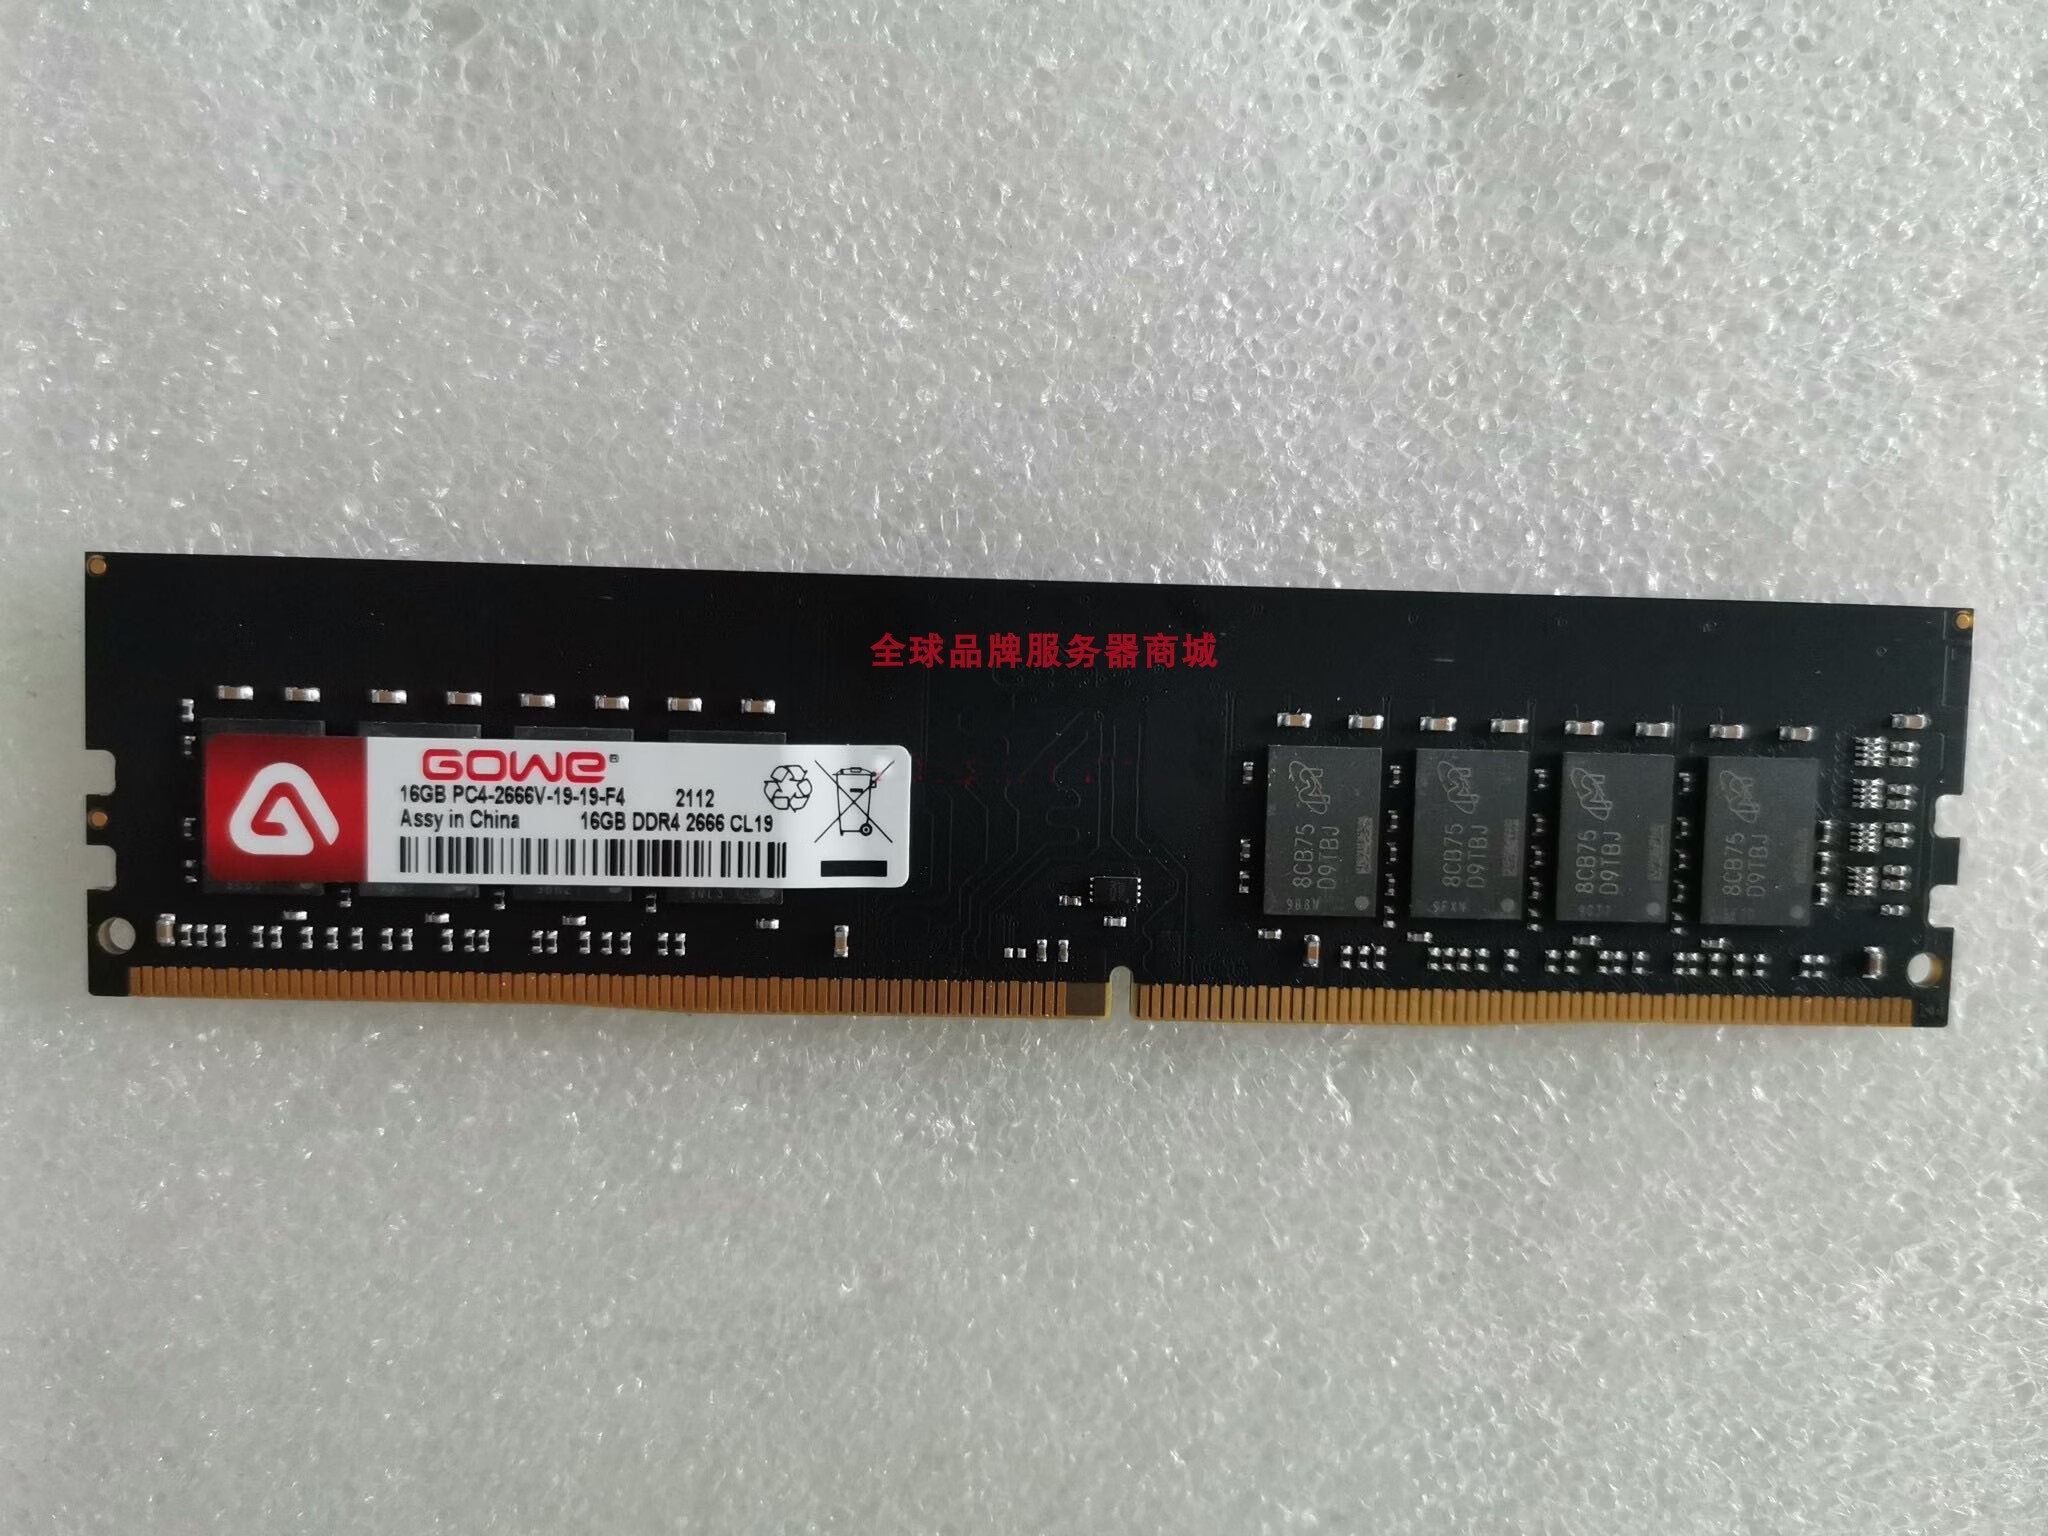 全球品牌服务器商城
GOWE®
16GB PC4-2666V-19-19-F4 2112
Assy in China 16GB DDR4 2666 CL19
8CB75
D9TBJ
8CB75
D9TBJ
8CB75
D9TBJ
8CB75
D9TBJ